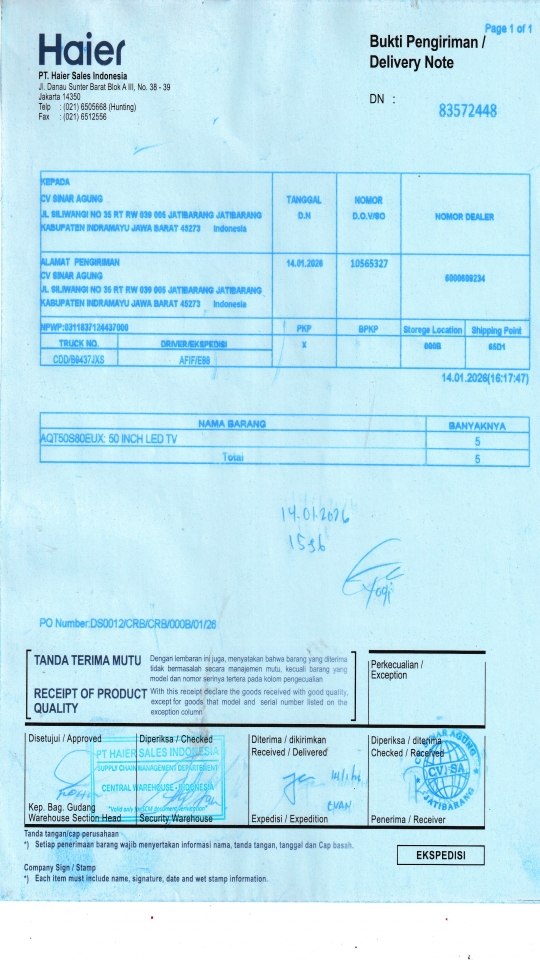 Page 1 of 1
Haier
Bukti Pengiriman /
Delivery Note
PT. Haier Sales Indonesia
Jl. Danau Sunter Barat Blok A III, No. 38 - 39
Jakarta 14350
Telp : (021) 6505668 (Hunting)
Fax : (021) 6512556
DN : 83572448
KEPADA
CV SINAR AGUNG
JL SILIWANGI NO 35 RT RW 039 005 JATIBARANG JATIBARANG
KABUPATEN INDRAMAYU JAWA BARAT 45273 Indonesia
TANGGAL
D.N
NOMOR
D.O.V/SO
NOMOR DEALER
ALAMAT PENGIRIMAN
CV SINAR AGUNG
JL SILIWANGI NO 35 RT RW 039 005 JATIBARANG JATIBARANG
KABUPATEN INDRAMAYU JAWA BARAT 45273 Indonesia
14.01.2026
10565327
6000609234
NPWP:0311837124437000
PKP
BPKP
Storage Location
Shipping Point
TRUCK NO.
DRIVER/EKSPEDISI
X
000B
65D1
CDD/B9437JXS
14.01.2026(16:17:47)
NAMA BARANG
BANYAKNYA
AQT50S80EUX: 50 INCH LED TV
5
Total
5
14-01-2026
Yogi
PO Number:DS0012/CRB/CRB/000B/01/26
TANDA TERIMA MUTU
Dengan lembaran ini juga, menyatakan bahwa barang yang diterima
tidak bermasalah secara manajemen mutu, kecuali barang yang
model dan nomor serinya tertera pada kolom pengecualian
RECEIPT OF PRODUCT
QUALITY
With this receipt declare the goods received with good quality,
except for goods that model and serial number listed on the
exception column
Perkecualian /
Exception
Disetujui / Approved
Diperiksa / Checked
Diterima / dikirimkan
Received / Delivered
Diperiksa / diterima
Checked / Received
PT HAIER SALES INDONESIA
SUPPLY CHAIN MANAGEMENT DEPARTEMENT
CENTRAL WAREHOUSE - INDONESIA
"Valid only for SCM document verification"
SINAR AGUNG
CV SA
JATIBARANG
EVAN
Kep. Bag. Gudang
Warehouse Section Head
Security Warehouse
Expedisi / Expedition
Penerima / Receiver
Tanda tangan/cap perusahaan
*) Setiap penerimaan barang wajib menyertakan informasi nama, tanda tangan, tanggal dan Cap basah.
EKSPEDISI
Company Sign / Stamp
*) Each item must include name, signature, date and wet stamp information.